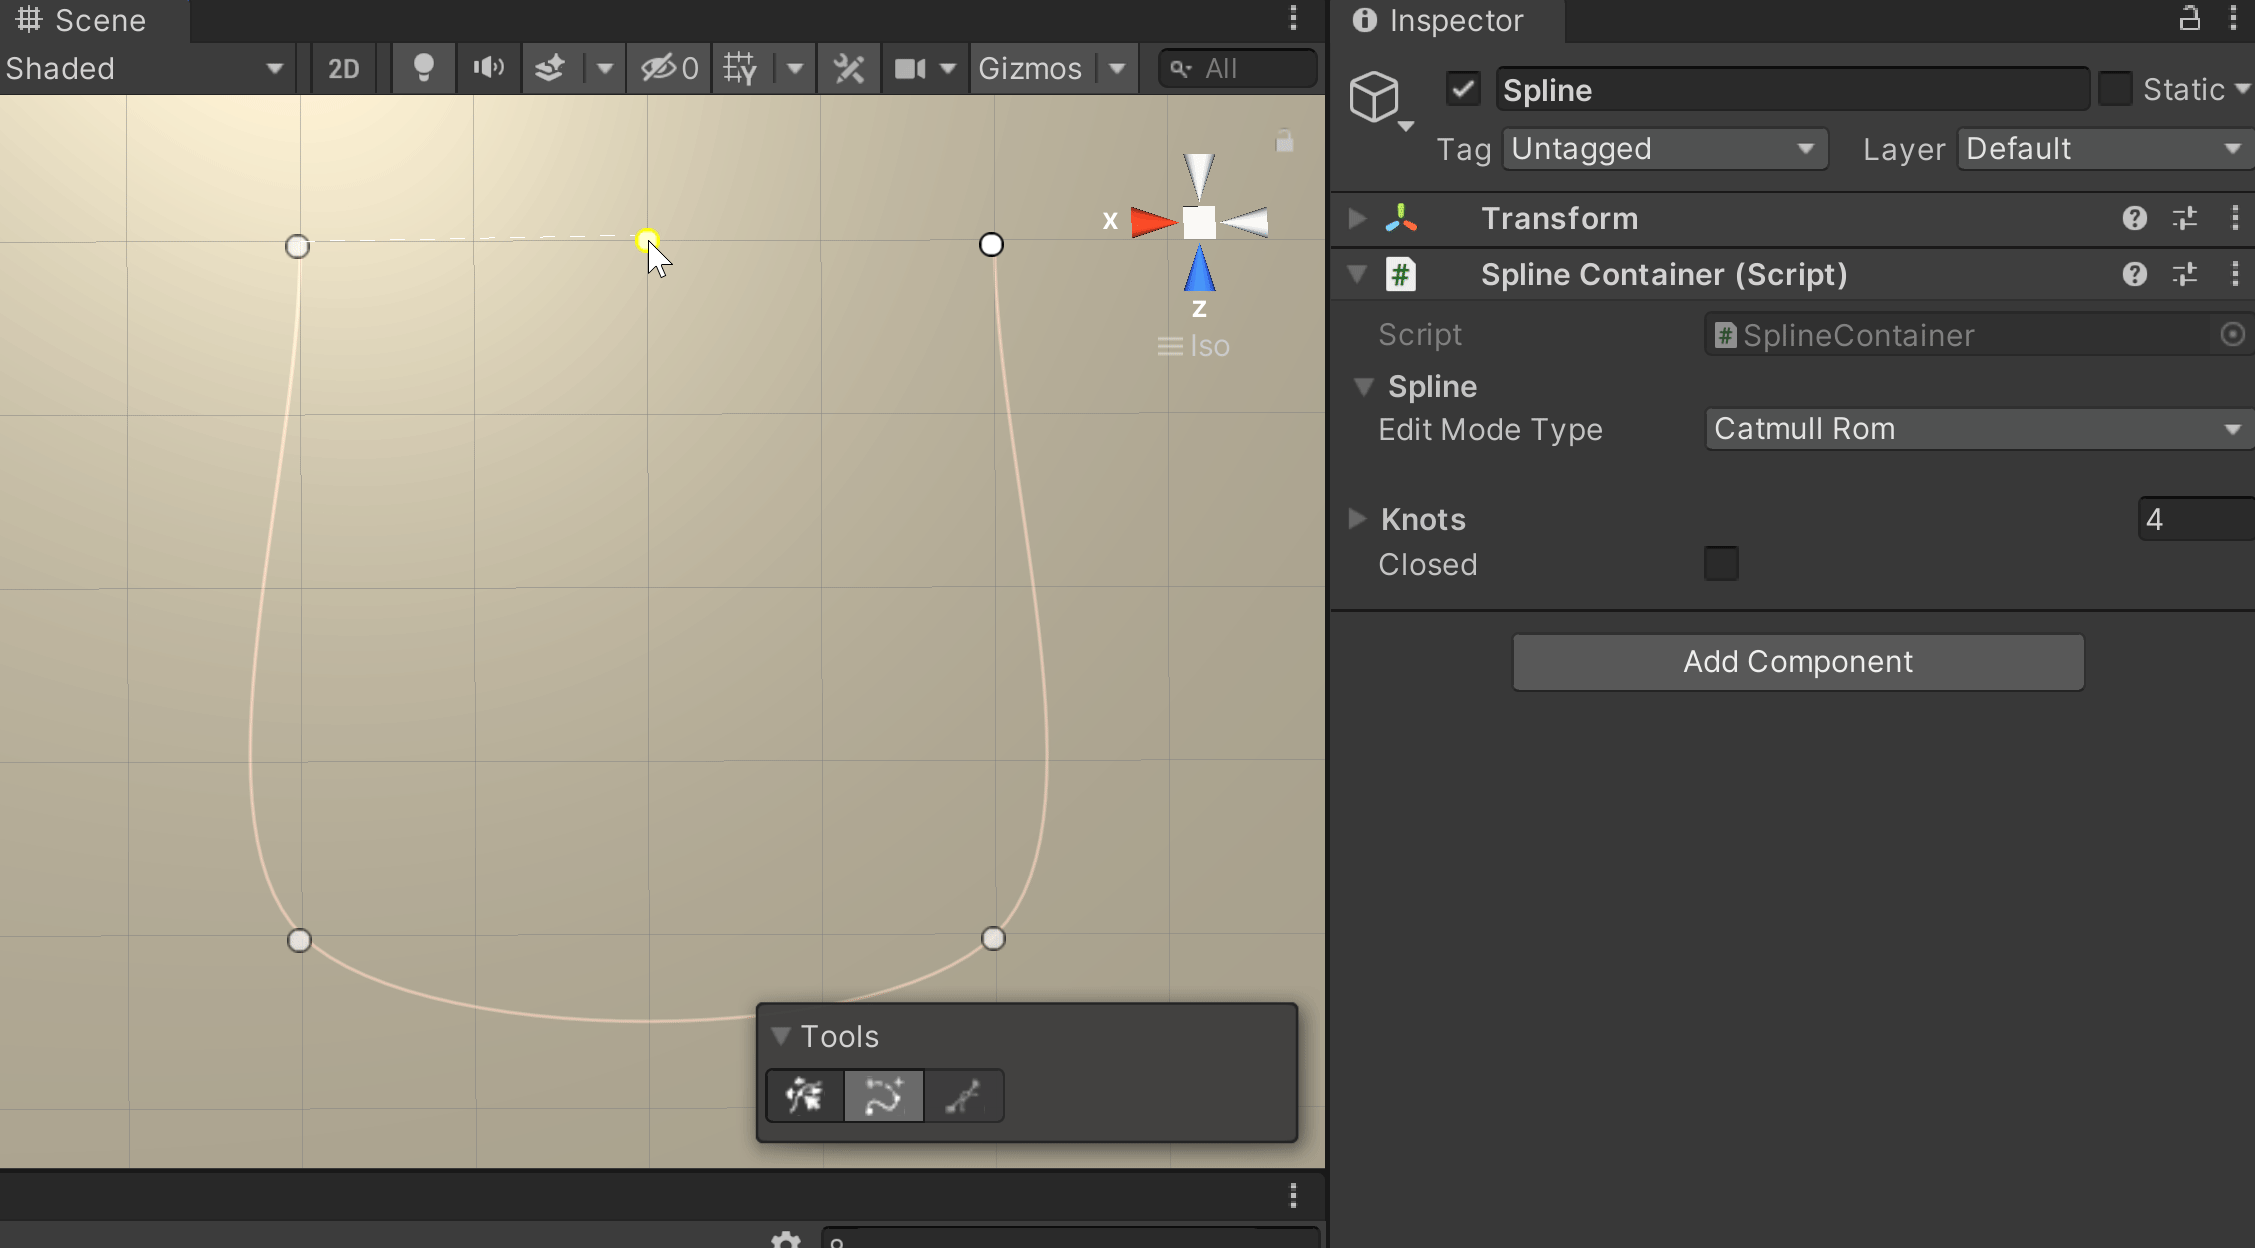 Scene
Shaded
2D
0
Gizmos
All
x
z
Iso
Tools
Inspector
Spline
Static
Tag
Untagged
Layer
Default
Transform
Spline Container (Script)
Script
# SplineContainer
Spline
Edit Mode Type
Catmull Rom
Knots
4
Closed
Add Component